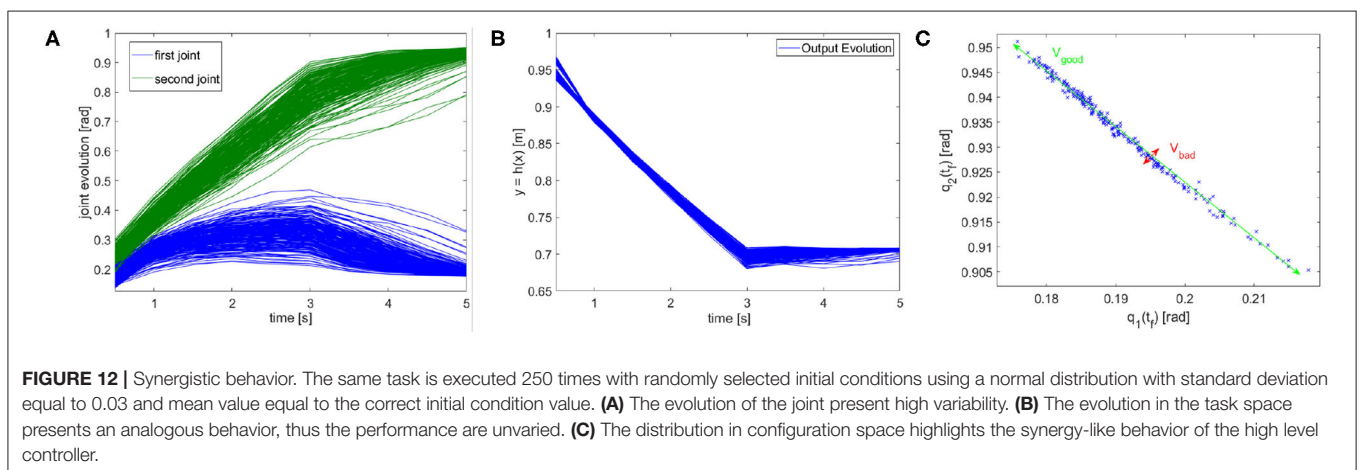 A
first joint
second joint
joint evolution [rad]
1
0.9
0.8
0.7
0.6
0.5
0.4
0.3
0.2
1
2
3
4
5
time [s]
B
Output Evolution
y = h(x) [m]
1
0.95
0.9
0.85
0.8
0.75
0.7
0.65
1
2
3
4
5
time [s]
C
V_good
V_bad
q_2(t_f) [rad]
0.95
0.945
0.94
0.935
0.93
0.925
0.92
0.915
0.91
0.905
0.18
0.19
0.2
0.21
q_1(t_f) [rad]
FIGURE 12 | Synergistic behavior. The same task is executed 250 times with randomly selected initial conditions using a normal distribution with standard deviation
equal to 0.03 and mean value equal to the correct initial condition value. (A) The evolution of the joint present high variability. (B) The evolution in the task space
presents an analogous behavior, thus the performance are unvaried. (C) The distribution in configuration space highlights the synergy-like behavior of the high level
controller.